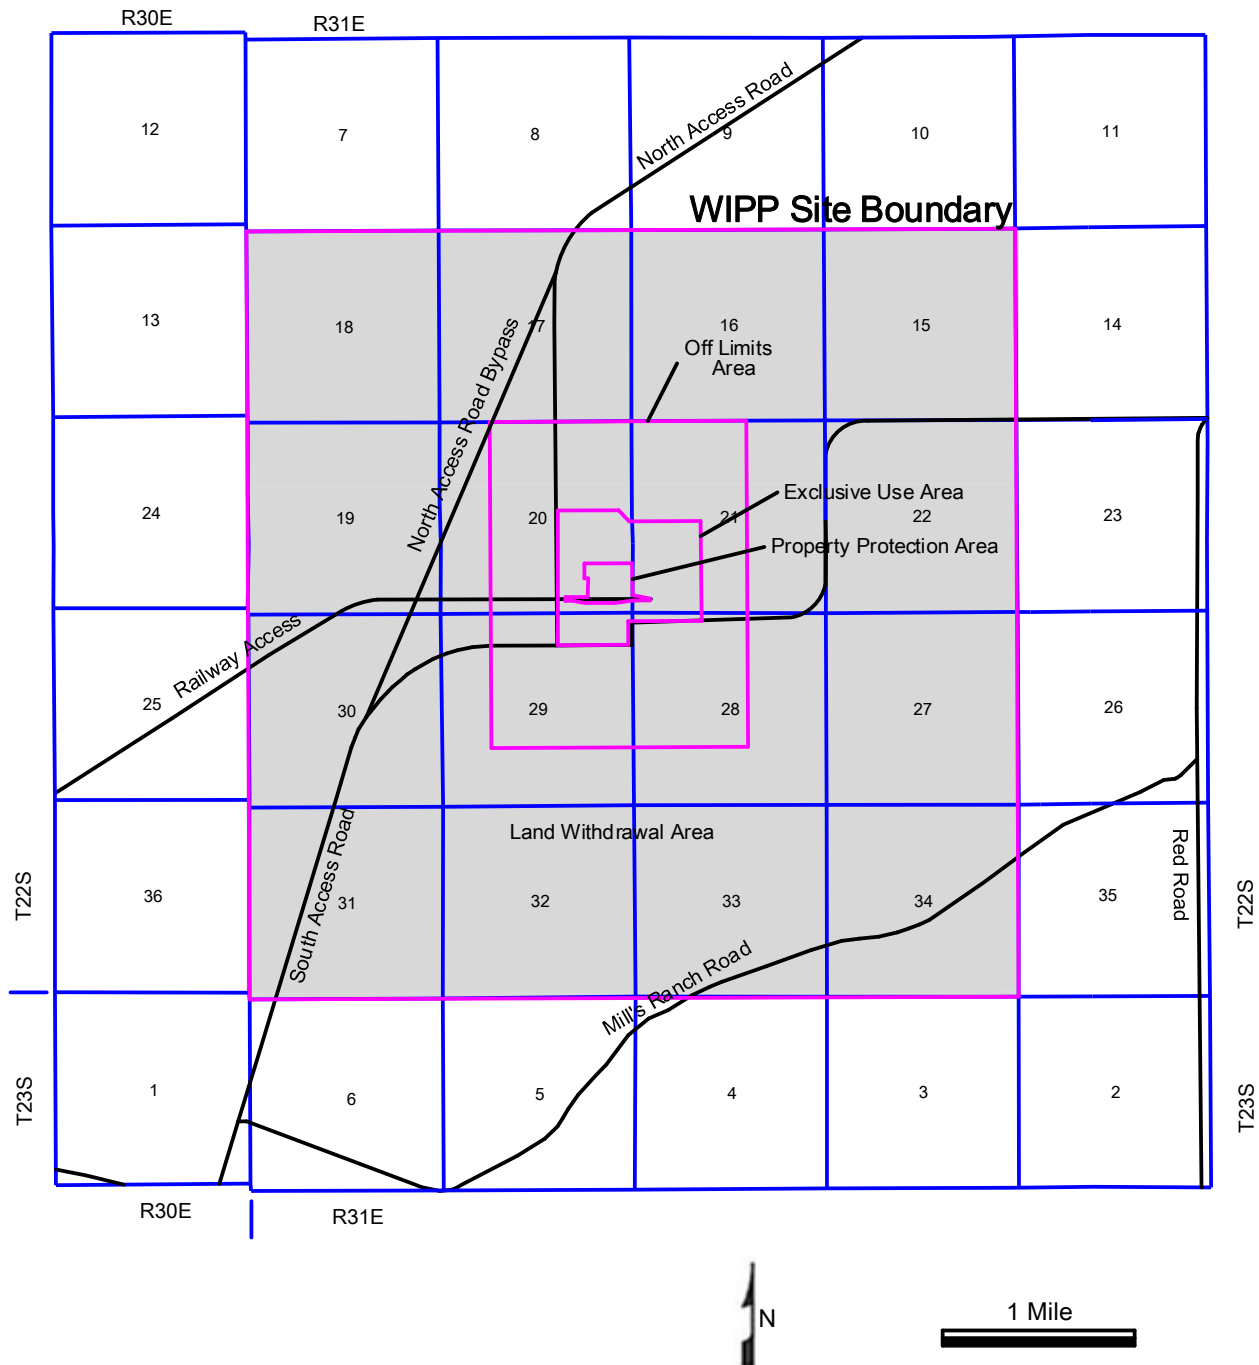 R30E
R31E
12
7
8
9
10
11
North Access Road
WIPP Site Boundary
13
18
17
16
15
14
Off Limits
Area
North Access Road Bypass
Exclusive Use Area
24
19
20
21
22
23
Property Protection Area
Railway Access
25
30
29
28
27
26
Land Withdrawal Area
South Access Road
Red Road
T22S
36
31
32
33
34
35
T22S
Mill's Ranch Road
T23S
1
6
5
4
3
2
T23S
R30E
R31E
N
1 Mile